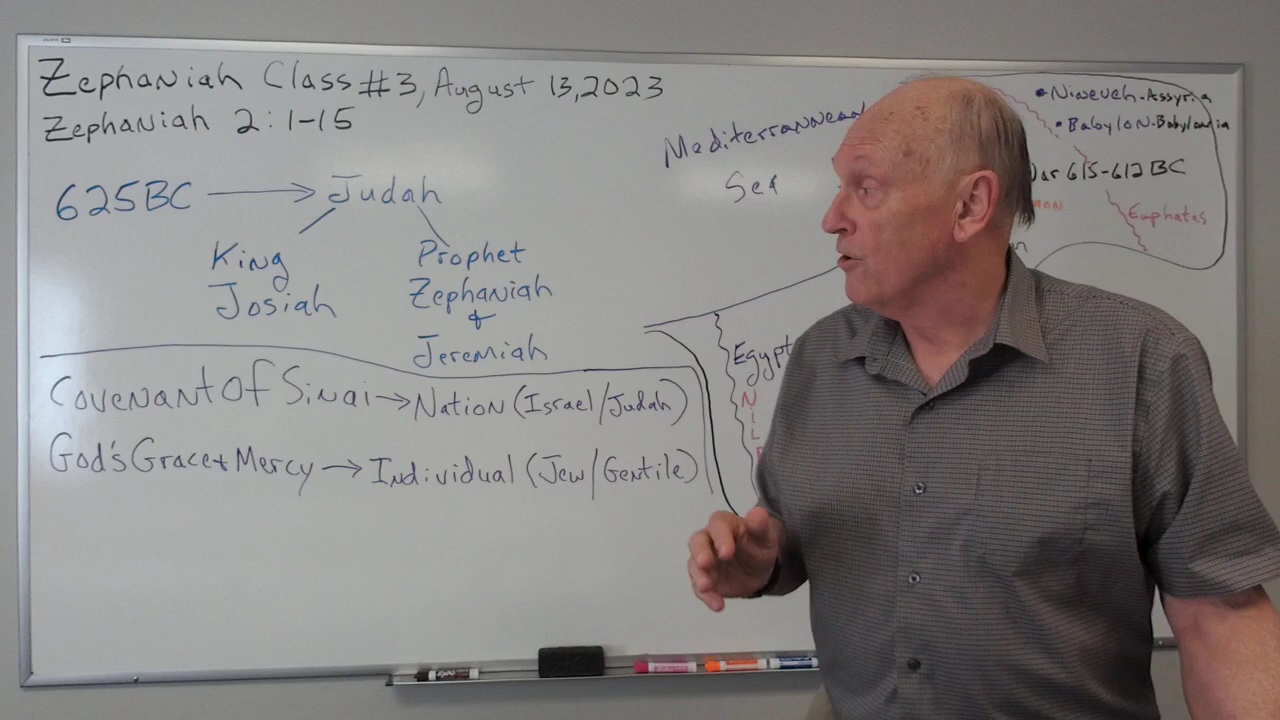 Zephaniah Class #3, August 13, 2023
Zephaniah 2:1-15
625BC → Judah
King Josiah
Prophet Zephaniah & Jeremiah
Covenant Of Sinai → Nation (Israel/Judah)
God's Grace + Mercy → Individual (Jew/Gentile)
Mediterranean
Sea
• Nineveh-Assyria
• Babylon-Babylonia
615-612 BC
Euphatas
Egypt
NIL